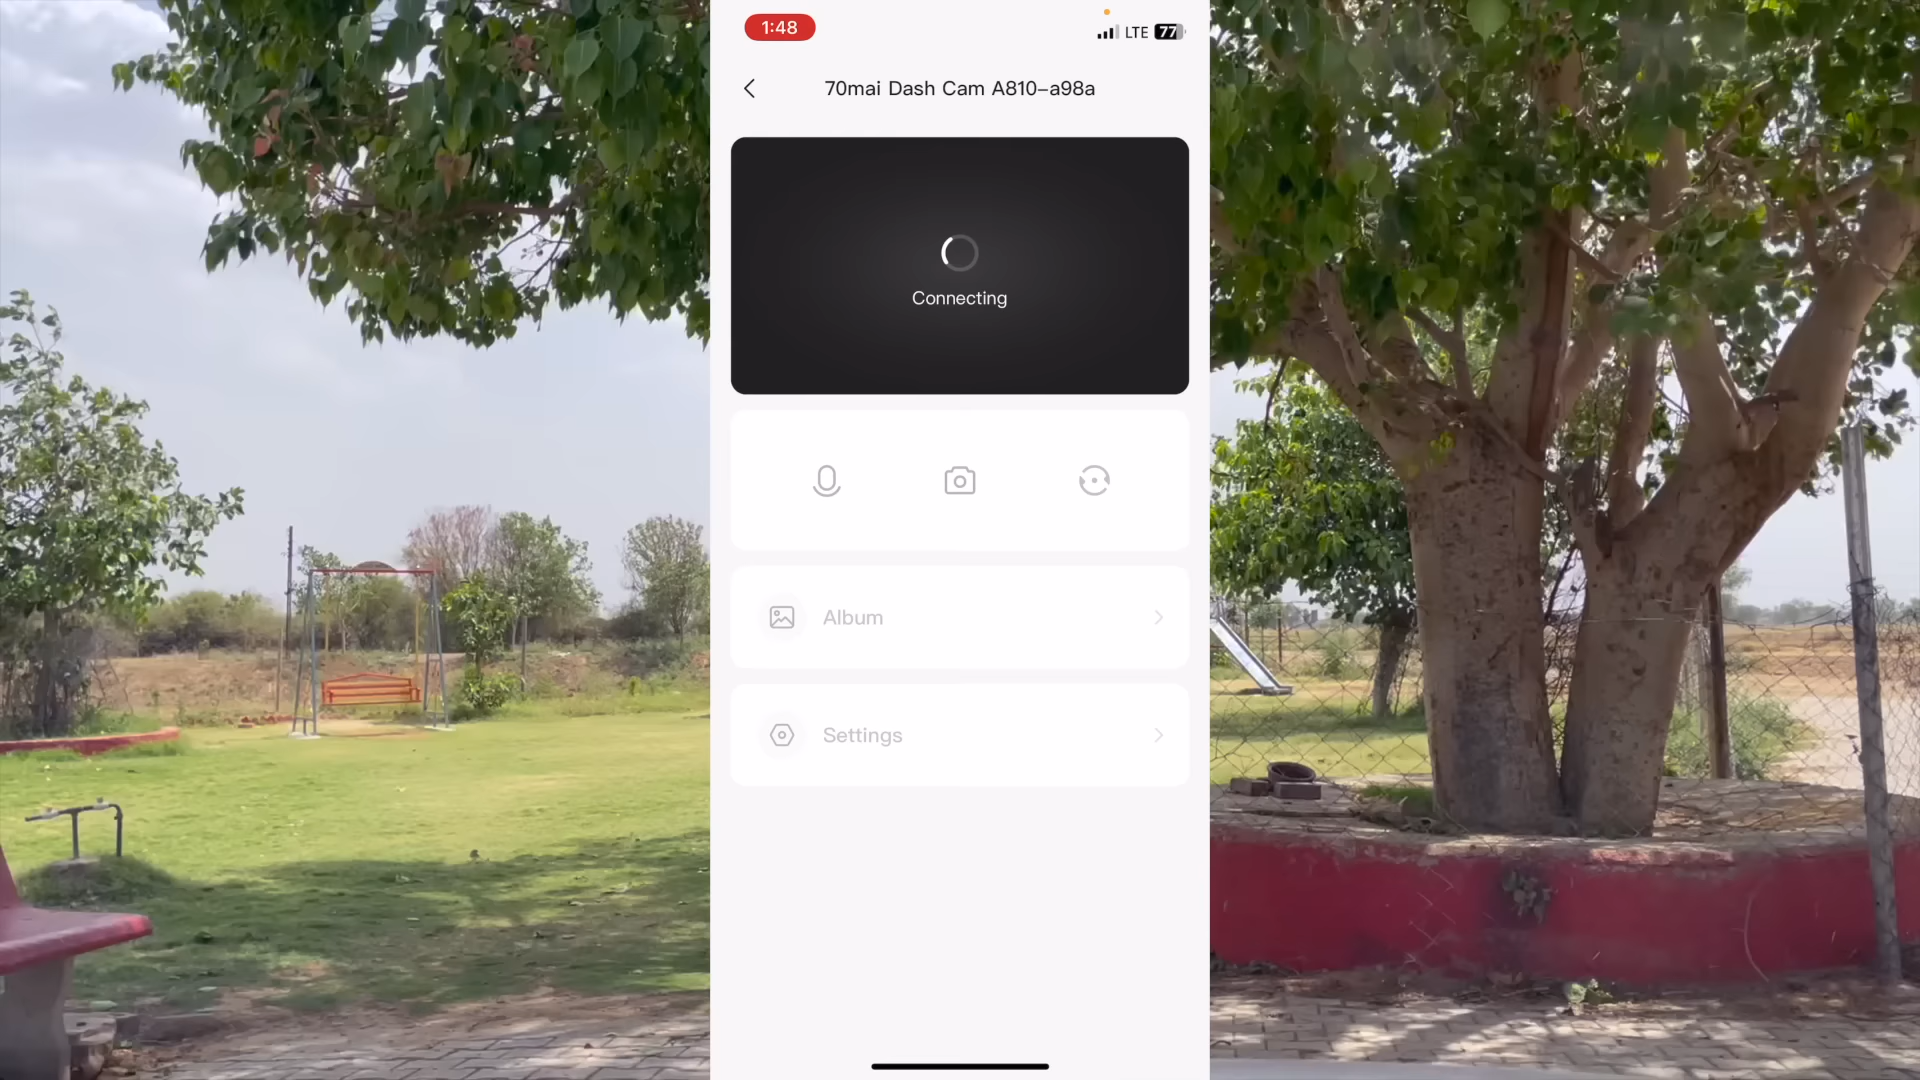 1:48
LTE 77
70mai Dash Cam A810-a98a
Connecting
Album
Settings